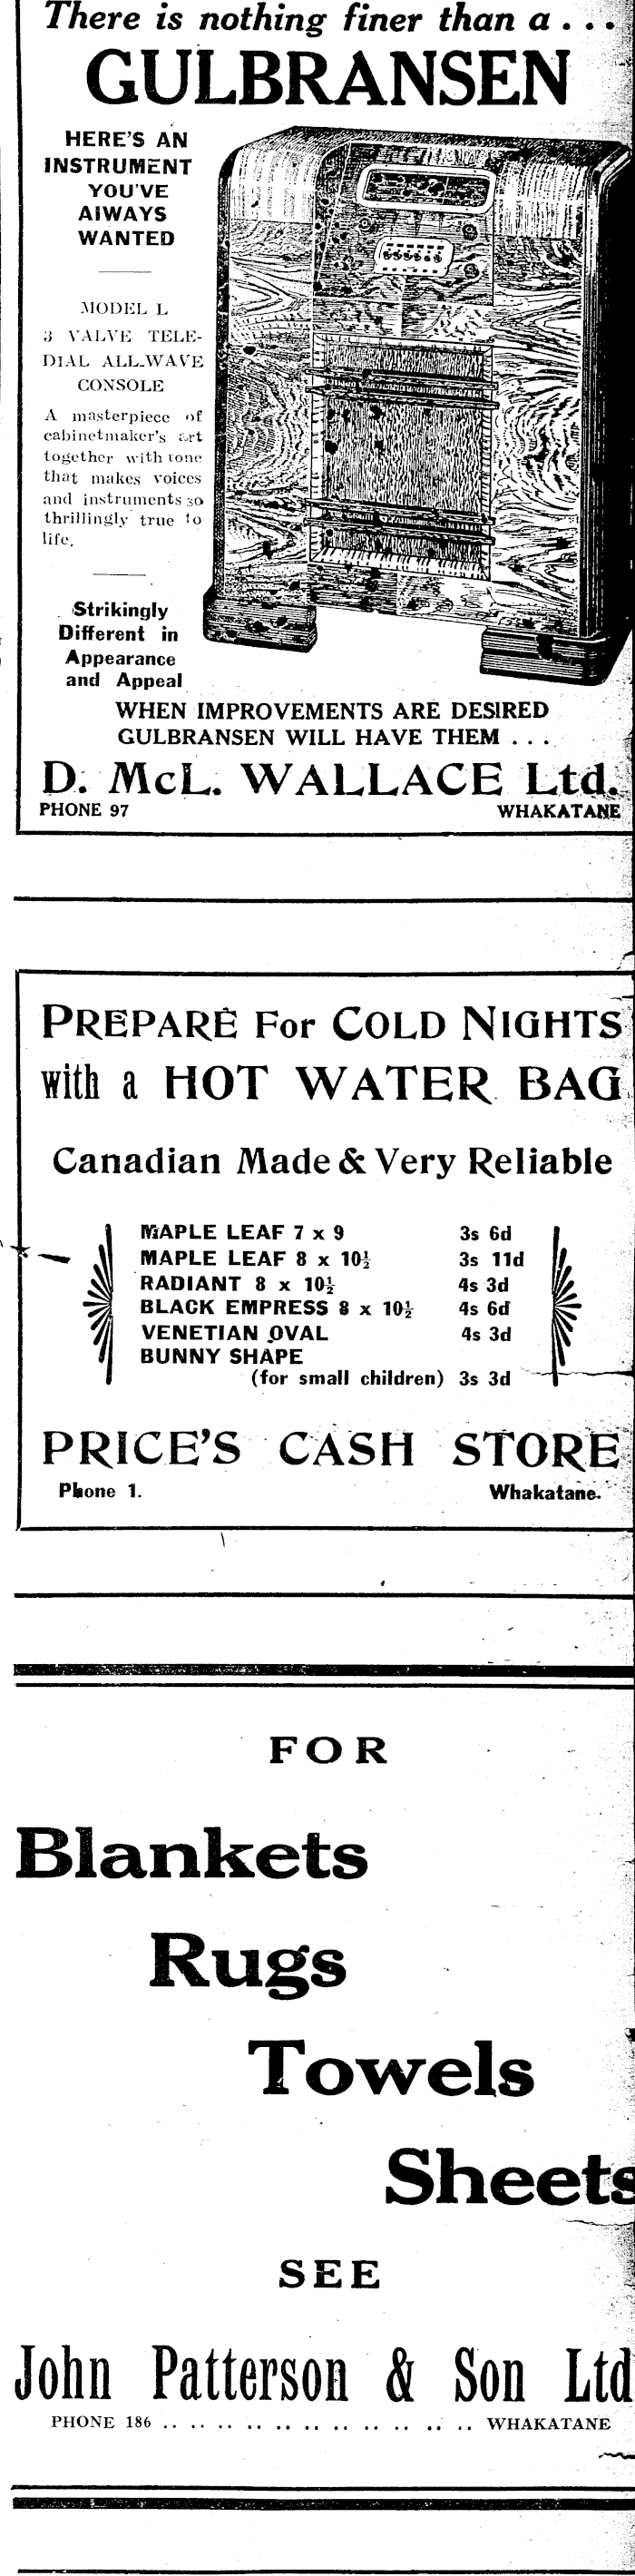 There is nothing finer than a . . .
GULBRANSEN
HERE'S AN
INSTRUMENT
YOU'VE
AlWAYS
WANTED
MODEL L
3 VALVE TELE-
DIAL ALL-WAVE
CONSOLE
A masterpiece of
cabinetmaker's art
together with tone
that makes voices
and instruments so
thrillingly true to
life.
Strikingly
Different in
Appearance
and Appeal
WHEN IMPROVEMENTS ARE DESIRED
GULBRANSEN WILL HAVE THEM . . .
D. McL. WALLACE Ltd.
PHONE 97 WHAKATANE
PREPARE For COLD NIGHTS
with a HOT WATER BAG
Canadian Made & Very Reliable
MAPLE LEAF 7 x 9 3s 6d
MAPLE LEAF 8 x 10½ 3s 11d
RADIANT 8 x 10½ 4s 3d
BLACK EMPRESS 8 x 10½ 4s 6d
VENETIAN OVAL 4s 3d
BUNNY SHAPE
(for small children) 3s 3d
PRICE'S CASH STORE
Phone 1. Whakatane.
FOR
Blankets
Rugs
Towels
Sheets
SEE
John Patterson & Son Ltd
PHONE 186 .. .. .. .. .. .. .. .. .. .. .. WHAKATANE